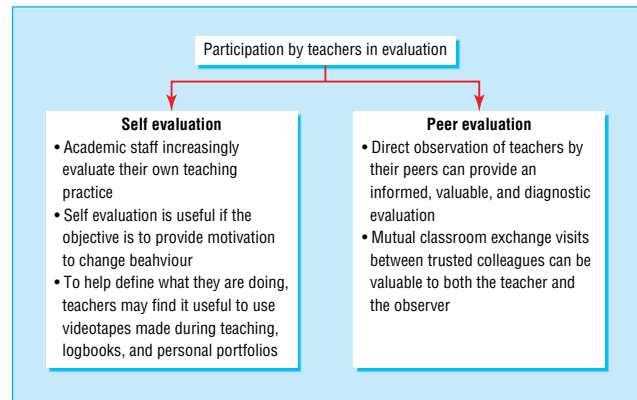 Participation by teachers in evaluation
Self evaluation
• Academic staff increasingly
evaluate their own teaching
practice
• Self evaluation is useful if the
objective is to provide motivation
to change beahviour
• To help define what they are doing,
teachers may find it useful to use
videotapes made during teaching,
logbooks, and personal portfolios
Peer evaluation
• Direct observation of teachers by
their peers can provide an
informed, valuable, and diagnostic
evaluation
• Mutual classroom exchange visits
between trusted colleagues can be
valuable to both the teacher and
the observer